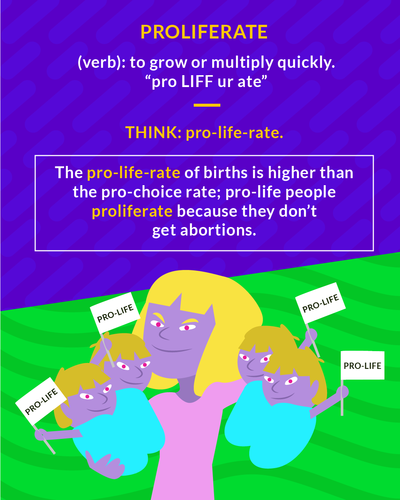 PROLIFERATE
(verb): to grow or multiply quickly.
“pro LIFF ur ate”
THINK: pro-life-rate.
The pro-life-rate of births is higher than
the pro-choice rate; pro-life people
proliferate because they don’t
get abortions.
PRO-LIFE
PRO-LIFE
PRO-LIFE
PRO-LIFE